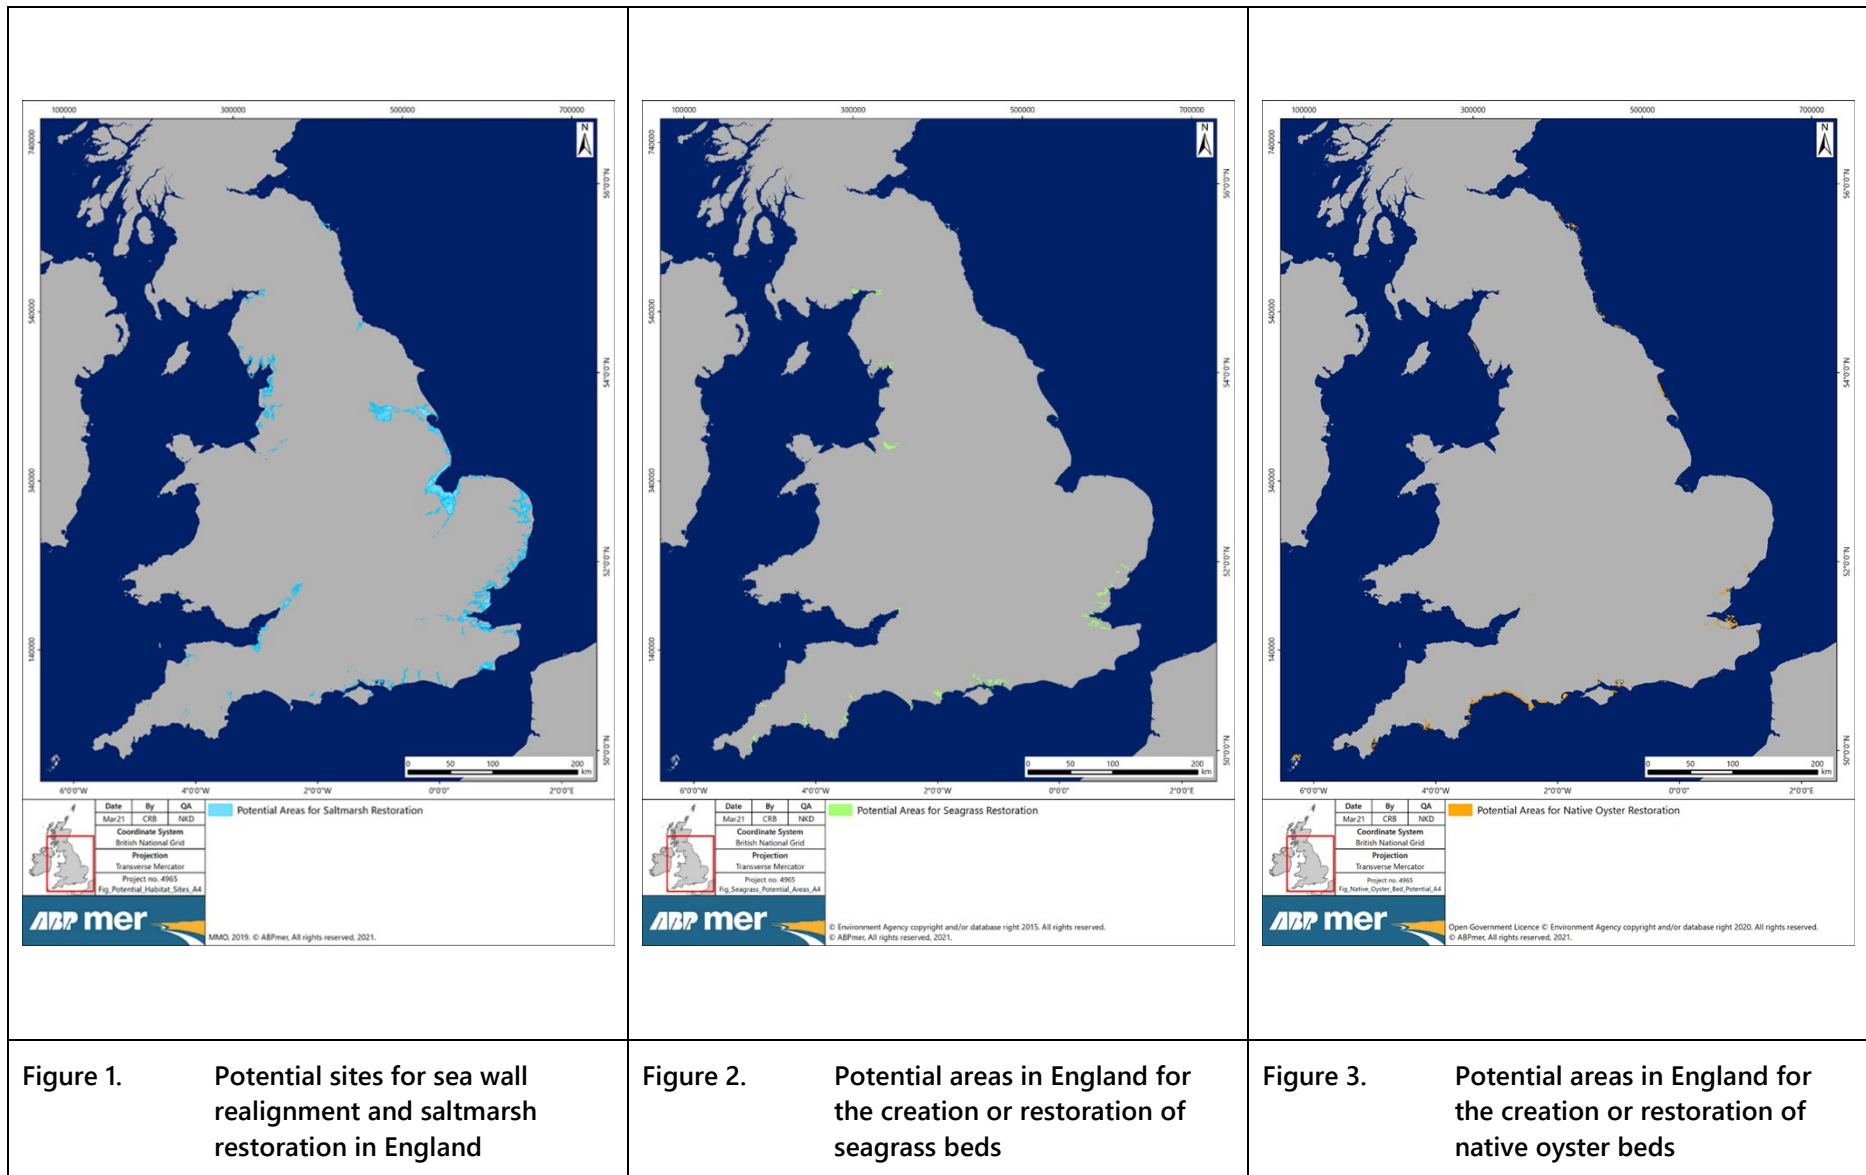 100000 300000 500000 700000
N
740000
540000
340000
140000
56°0'0"N
54°0'0"N
52°0'0"N
50°0'0"N
0 50 100 200
km
6°0'0"W 4°0'0"W 2°0'0"W 0°0'0" 2°0'0"E
Date By QA
Mar21 CRB NKD
Coordinate System
British National Grid
Projection
Transverse Mercator
Project no. 4965
Fig_Potential_Habitat_Sites_A4
Potential Areas for Saltmarsh Restoration
ABPmer
MMO, 2019. © ABPmer, All rights reserved, 2021.
Figure 1. Potential sites for sea wall
realignment and saltmarsh
restoration in England
100000 300000 500000 700000
N
740000
540000
340000
140000
56°0'0"N
54°0'0"N
52°0'0"N
50°0'0"N
0 50 100 200
km
6°0'0"W 4°0'0"W 2°0'0"W 0°0'0" 2°0'0"E
Date By QA
Mar21 CRB NKD
Coordinate System
British National Grid
Projection
Transverse Mercator
Project no. 4965
Fig_Seagrass_Potential_Areas_A4
Potential Areas for Seagrass Restoration
ABPmer
© Environment Agency copyright and/or database right 2015. All rights reserved.
© ABPmer, All rights reserved, 2021.
Figure 2. Potential areas in England for
the creation or restoration of
seagrass beds
100000 300000 500000 700000
N
740000
540000
340000
140000
56°0'0"N
54°0'0"N
52°0'0"N
50°0'0"N
0 50 100 200
km
6°0'0"W 4°0'0"W 2°0'0"W 0°0'0" 2°0'0"E
Date By QA
Mar21 CRB NKD
Coordinate System
British National Grid
Projection
Transverse Mercator
Project no. 4965
Fig_Native_Oyster_Bed_Potential_A4
Potential Areas for Native Oyster Restoration
ABPmer
Open Government Licence © Environment Agency copyright and/or database right 2020. All rights reserved.
© ABPmer, All rights reserved, 2021.
Figure 3. Potential areas in England for
the creation or restoration of
native oyster beds